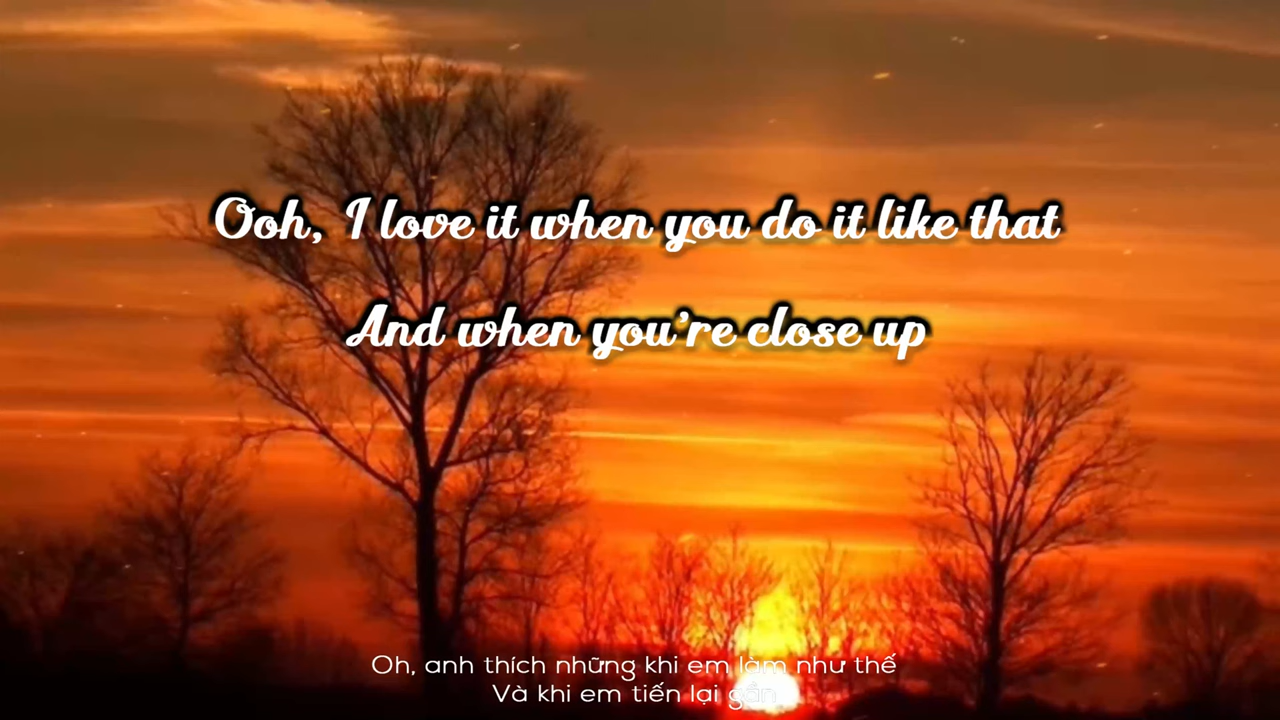 Ooh, I love it when you do it like that
And when you're close up
Oh, anh thích những khi em làm như thế
Và khi em tiến lại gần